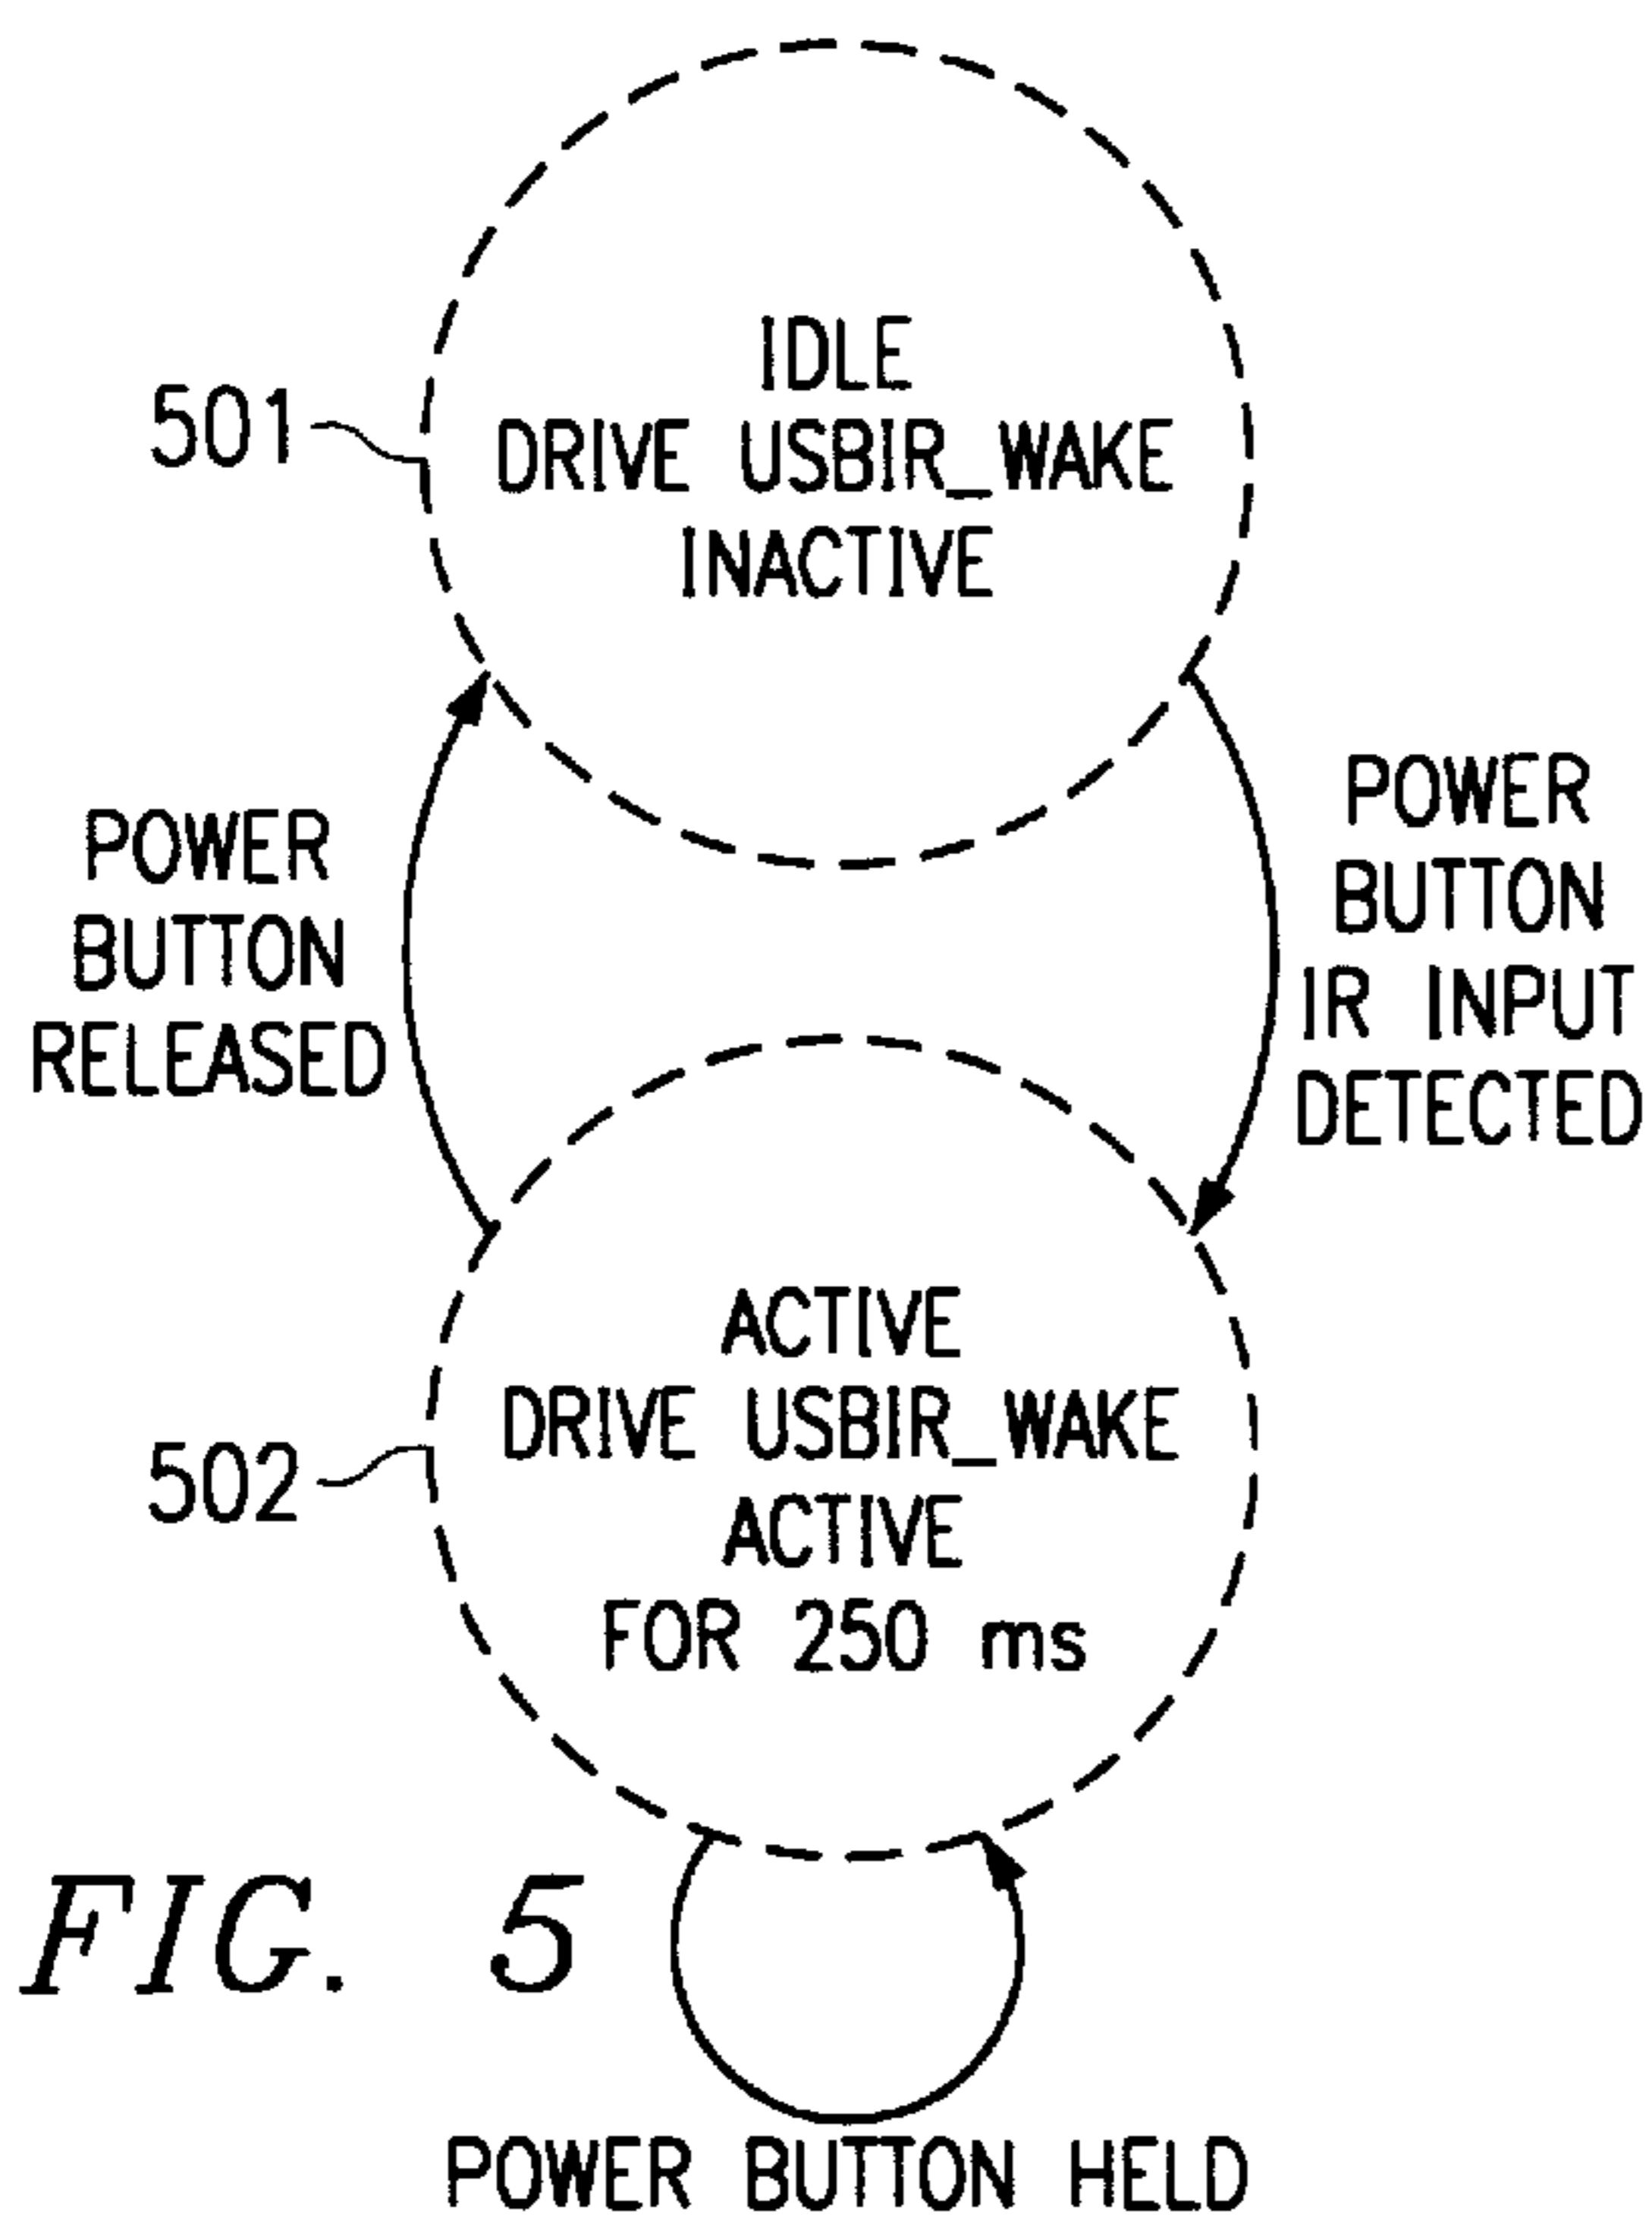 IDLE
DRIVE USBIR_WAKE
INACTIVE
501
POWER
BUTTON
RELEASED
POWER
BUTTON
IR INPUT
DETECTED
ACTIVE
DRIVE USBIR_WAKE
ACTIVE
FOR 250 ms
502
FIG. 5
POWER BUTTON HELD